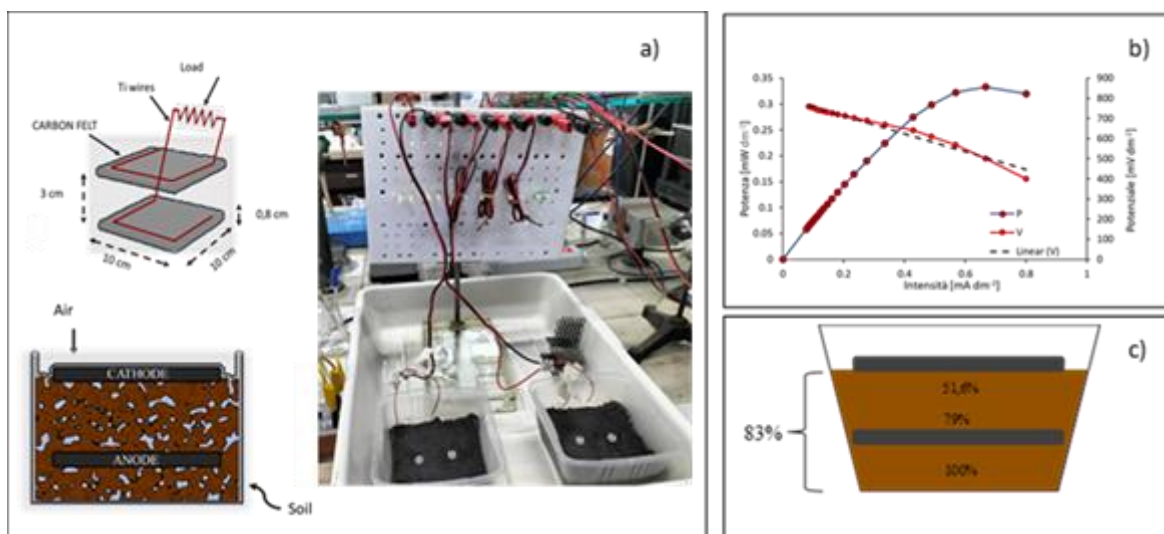 a)
Load
Ti wires
CARBON FELT
3 cm
0,8 cm
10 cm
10 cm
Air
CATHODE
ANODE
Soil
b)
Potenza [mW dm⁻²]
0.35
0.3
0.25
0.2
0.15
0.1
0.05
0
900
800
700
600
500
400
300
200
100
0
Potenziale [mV dm⁻²]
P
V
Linear (V)
0
0.2
0.4
0.6
0.8
1
Intensità [mA dm⁻²]
c)
83%
51,6%
79%
100%